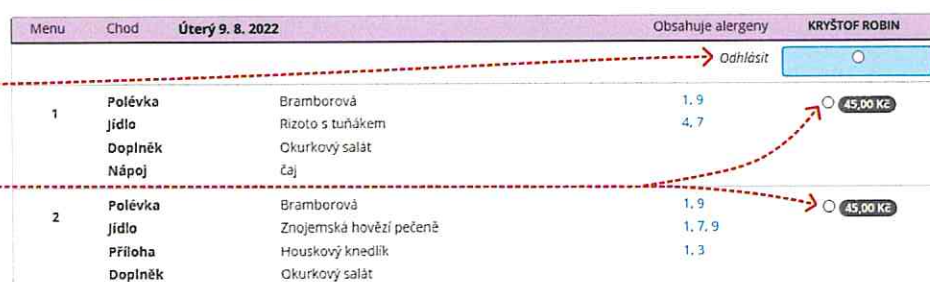 Menu Chod Úterý 9. 8. 2022 Obsahuje alergeny KRYŠTOF ROBIN
Odhlásit
1 Polévka Bramborová 1, 9 45,00 Kč
Jídlo Rizoto s tuňákem 4, 7
Doplněk Okurkový salát
Nápoj čaj
2 Polévka Bramborová 1, 9 45,00 Kč
Jídlo Znojemská hovězí pečeně 1, 7, 9
Příloha Houskový knedlík 1, 3
Doplněk Okurkový salát